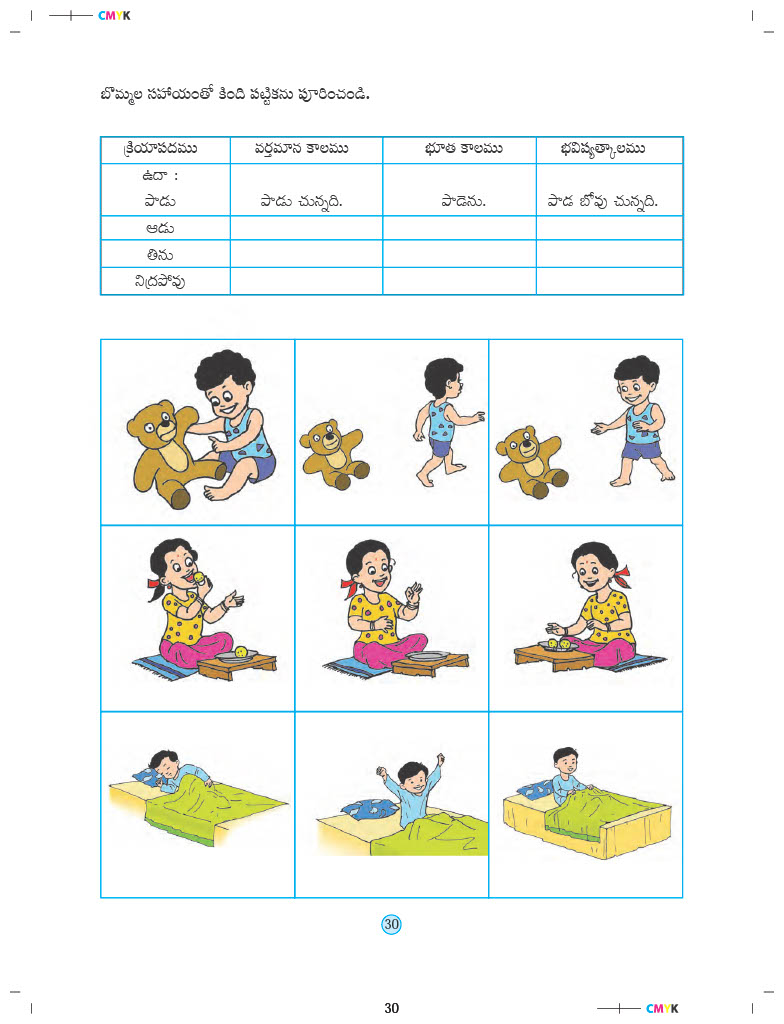 CMYK
బొమ్మల సహాయంతో కింది పట్టికను పూరించండి.
క్రియాపదము వర్తమాన కాలము భూత కాలము భవిష్యత్కాలము
ఉదా :
పాడు పాడు చున్నది. పాడెను. పాడ బోవు చున్నది.
ఆడు
తిను
నిద్రపోవు
30
30
CMYK